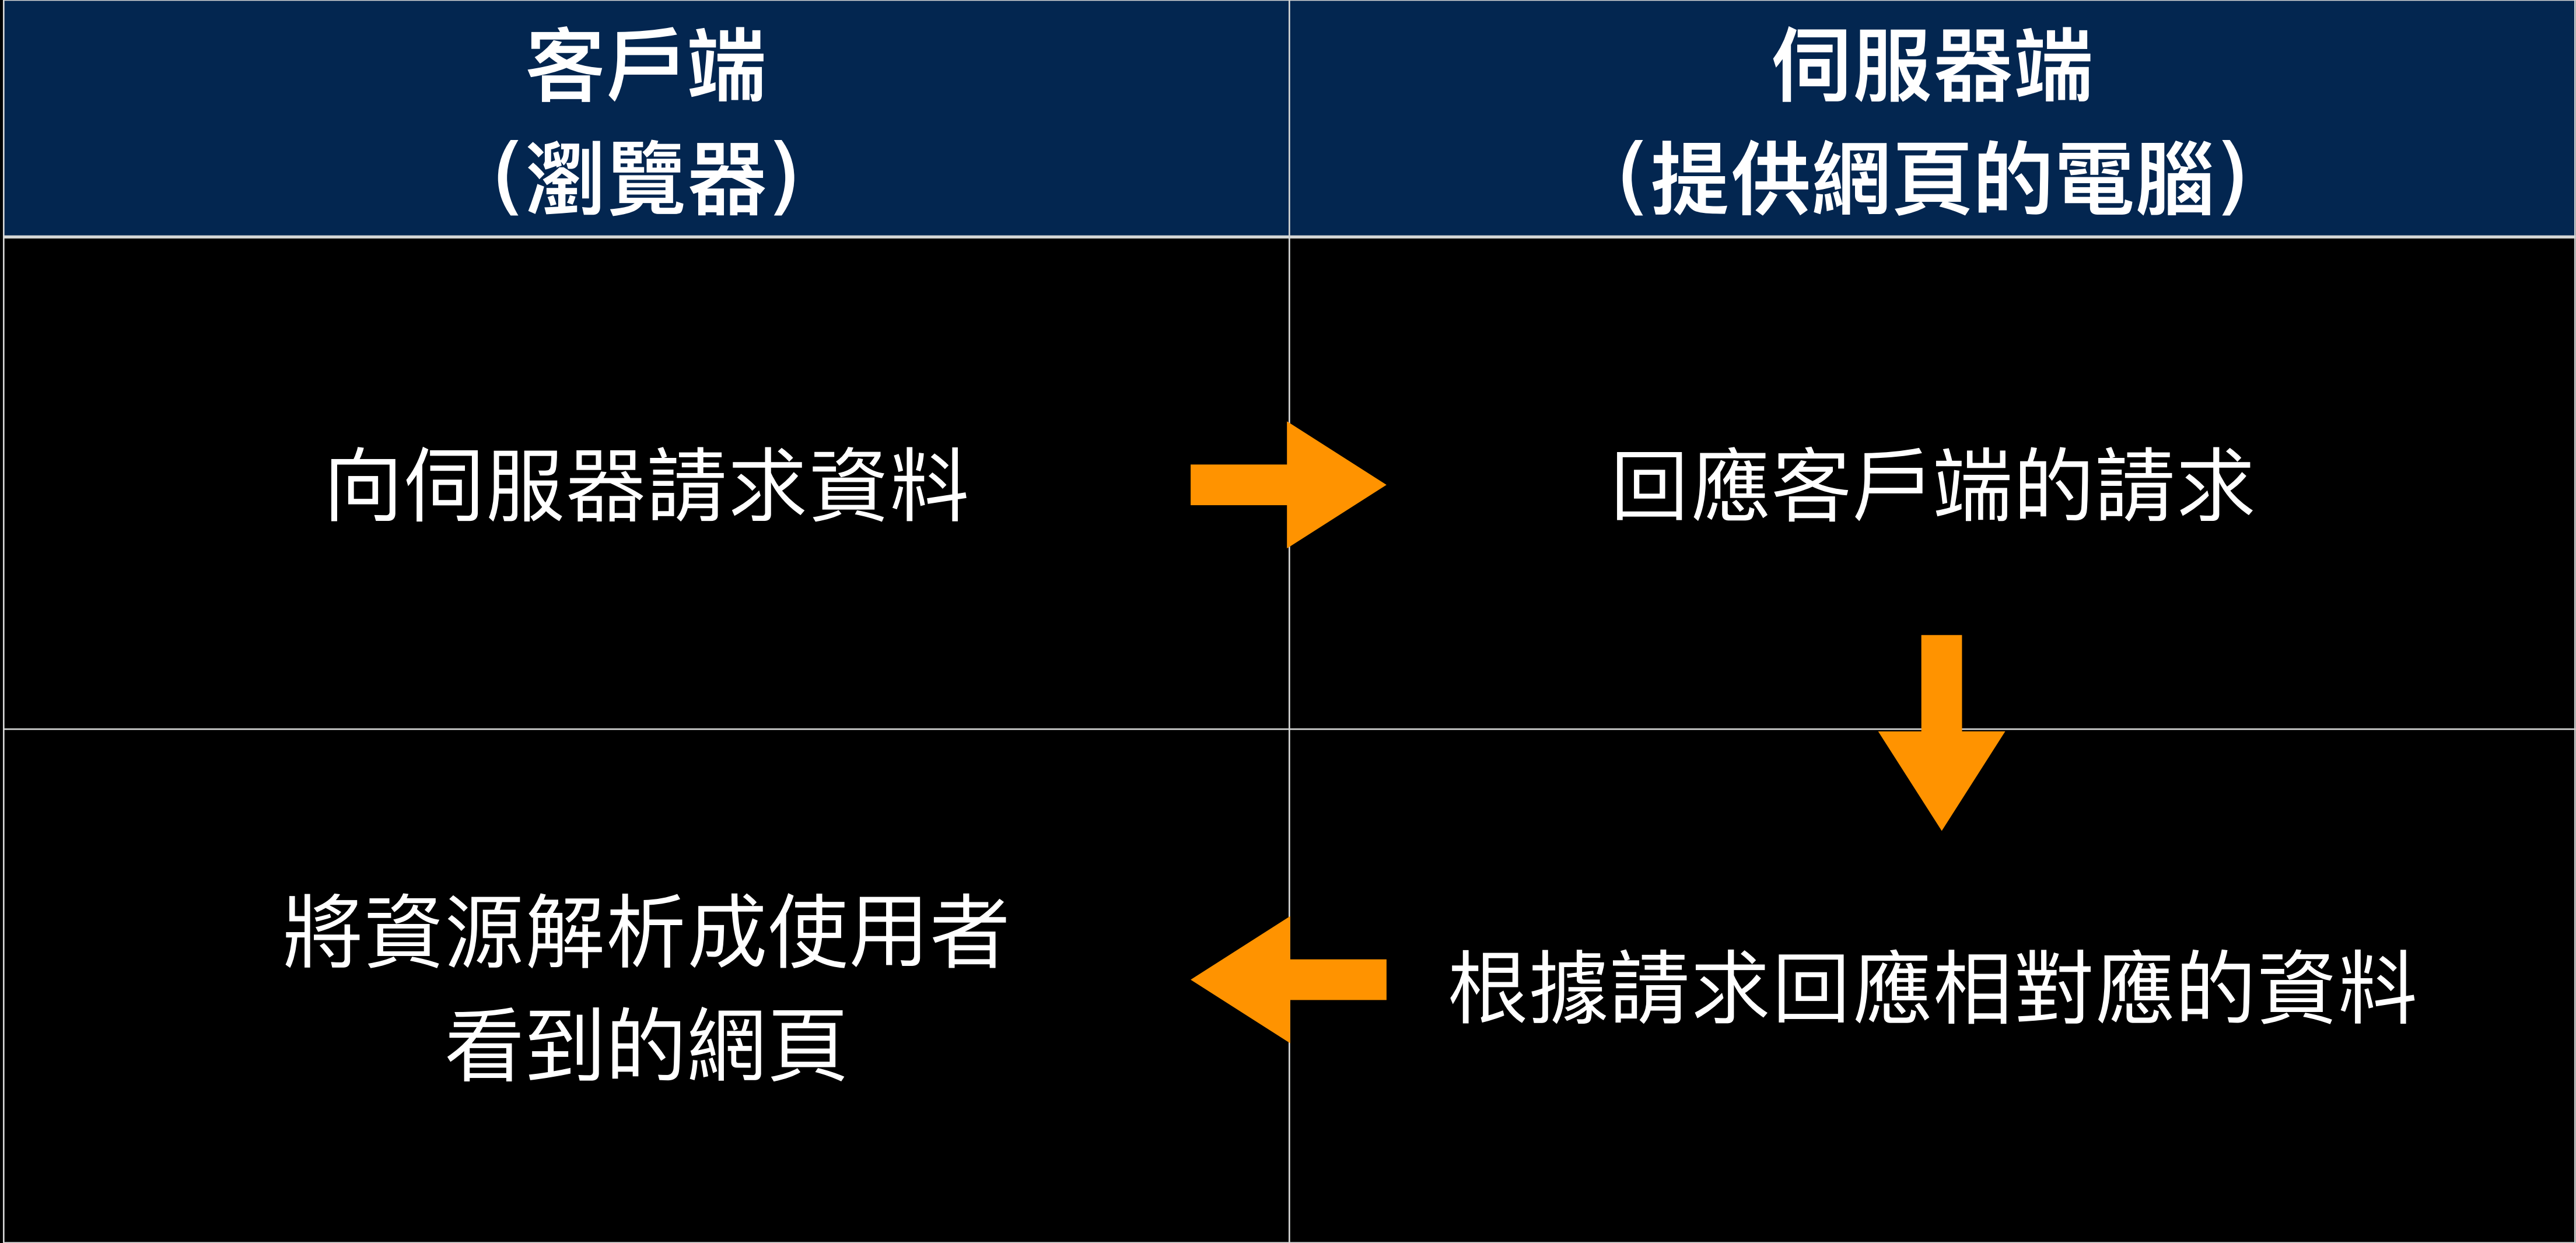 客戶端
(瀏覽器)
伺服器端
(提供網頁的電腦)
向伺服器請求資料
回應客戶端的請求
將資源解析成使用者
看到的網頁
根據請求回應相對應的資料